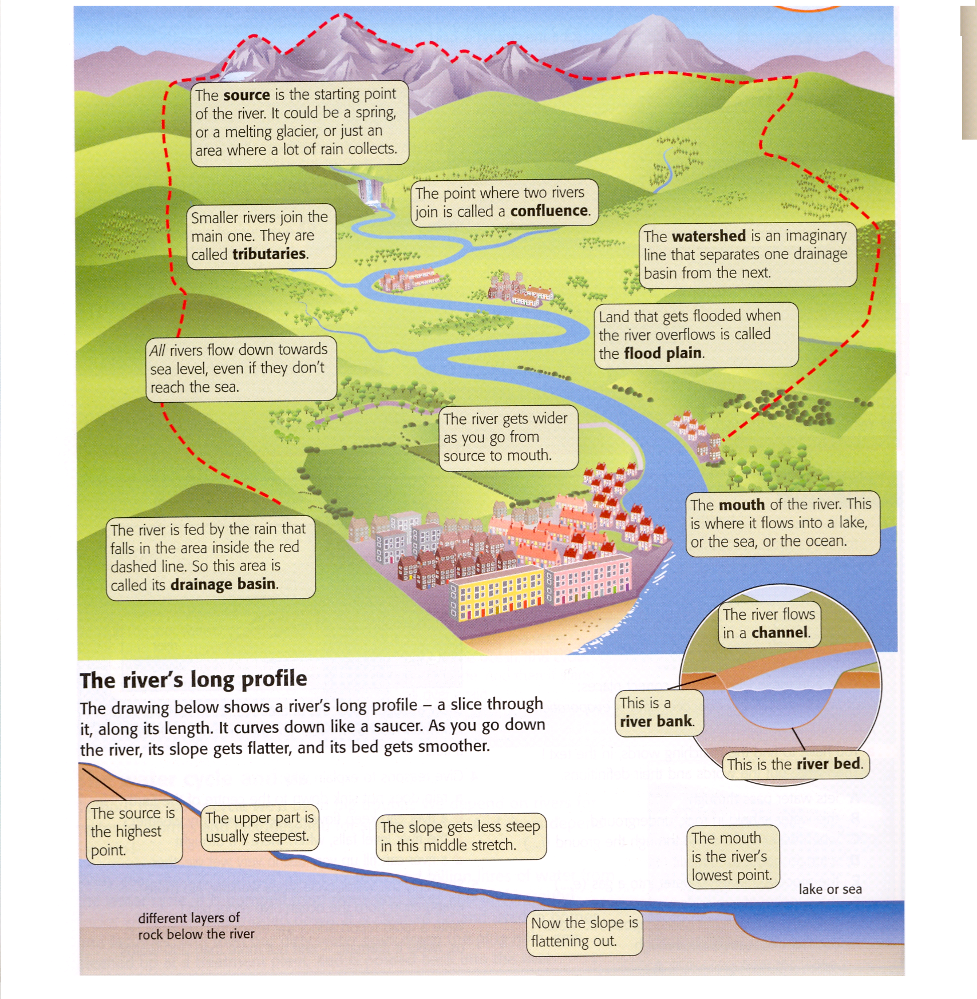 The source is the starting point
of the river. It could be a spring,
or a melting glacier, or just an
area where a lot of rain collects.
The point where two rivers
join is called a confluence.
Smaller rivers join the
main one. They are
called tributaries.
The watershed is an imaginary
line that separates one drainage
basin from the next.
Land that gets flooded when
the river overflows is called
the flood plain.
All rivers flow down towards
sea level, even if they don't
reach the sea.
The river gets wider
as you go from
source to mouth.
The mouth of the river. This
is where it flows into a lake,
or the sea, or the ocean.
The river is fed by the rain that
falls in the area inside the red
dashed line. So this area is
called its drainage basin.
The river flows
in a channel.
This is a
river bank.
This is the river bed.
The river's long profile
The drawing below shows a river's long profile – a slice through
it, along its length. It curves down like a saucer. As you go down
the river, its slope gets flatter, and its bed gets smoother.
The source is
the highest
point.
The upper part is
usually steepest.
The slope gets less steep
in this middle stretch.
The mouth
is the river's
lowest point.
lake or sea
Now the slope is
flattening out.
different layers of
rock below the river